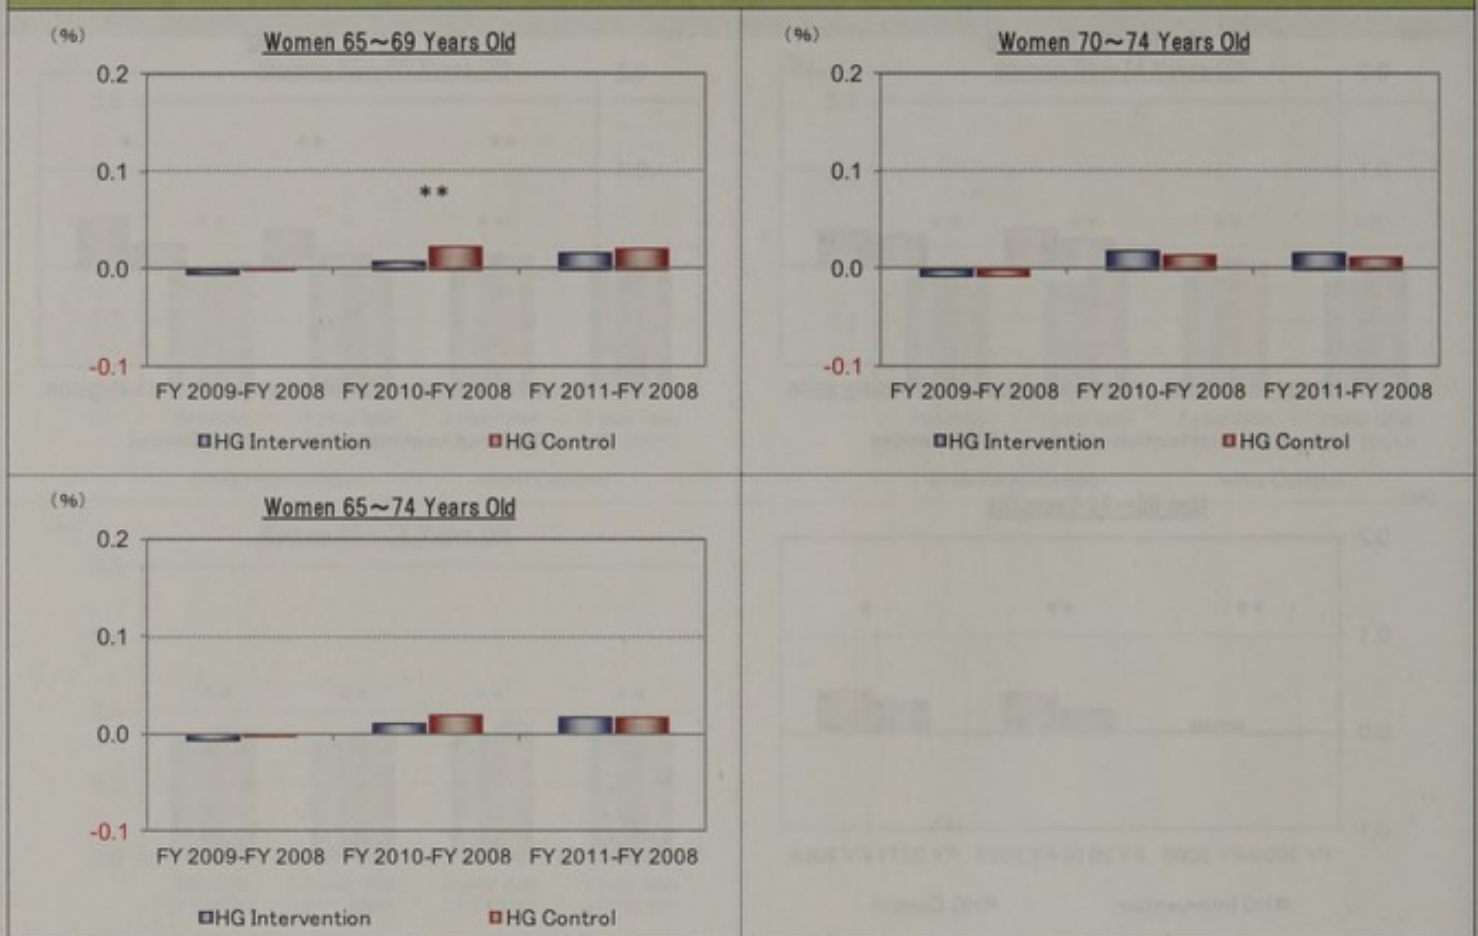 (%)
Women 65~69 Years Old
0.2
0.1
**
0.0
-0.1
FY 2009-FY 2008 FY 2010-FY 2008 FY 2011-FY 2008
HG Intervention HG Control
(%)
Women 70~74 Years Old
0.2
0.1
0.0
-0.1
FY 2009-FY 2008 FY 2010-FY 2008 FY 2011-FY 2008
HG Intervention HG Control
(%)
Women 65~74 Years Old
0.2
0.1
0.0
-0.1
FY 2009-FY 2008 FY 2010-FY 2008 FY 2011-FY 2008
HG Intervention HG Control